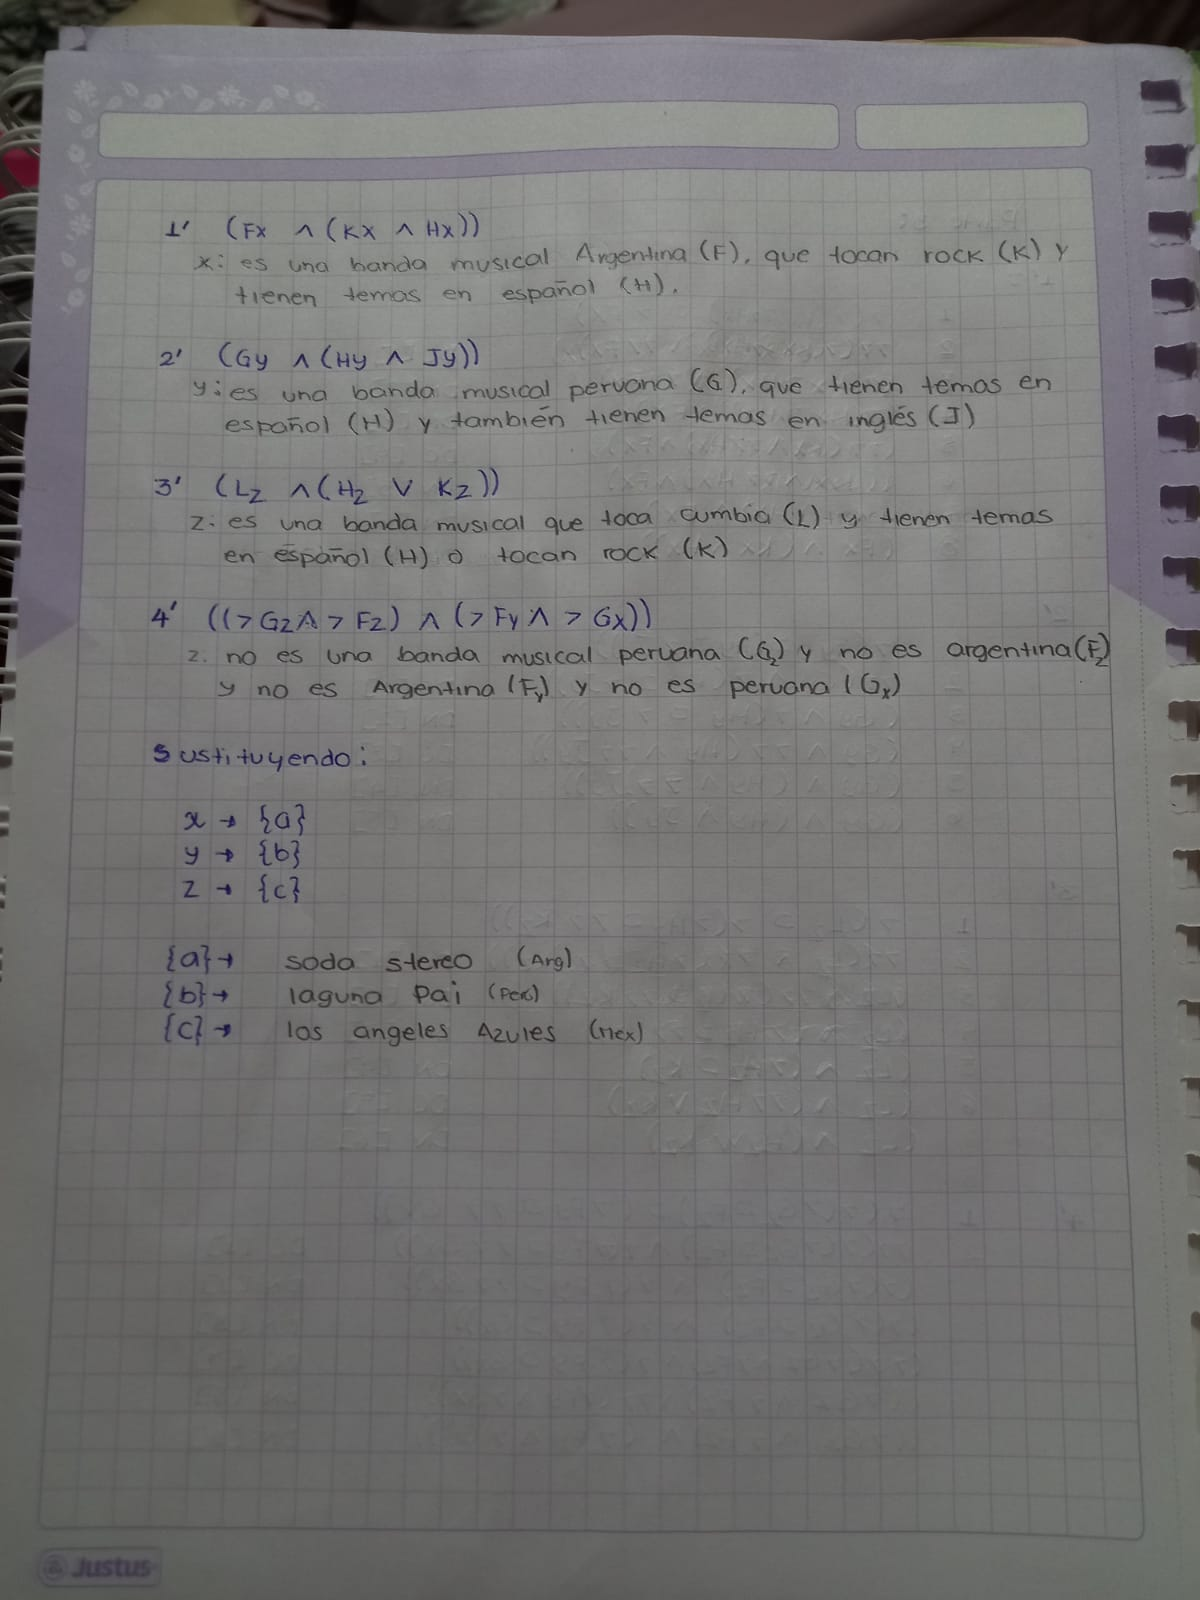 1' (Fx ∧ (Kx ∧ Hx))
x: es una banda musical Argentina (F), que tocan rock (K) y
tienen temas en español (H).
2' (Gy ∧ (Hy ∧ Jy))
y: es una banda musical peruana (G), que tienen temas en
español (H) y también tienen temas en inglés (J)
3' (Lz ∧ (Hz ∨ Kz))
z: es una banda musical que toca cumbia (L) y tienen temas
en español (H) o tocan rock (K)
4' ((>Gz ∧ >Fz) ∧ (>Fy ∧ >Gx))
z. no es una banda musical peruana (Gz) y no es argentina (Fz)
y no es Argentina (Fy) y no es peruana (Gx)
Sustituyendo:
x → {a}
y → {b}
z → {c}
{a} → soda stereo (Arg)
{b} → laguna Pai (Per)
{c} → los angeles Azules (Mex)
Justus